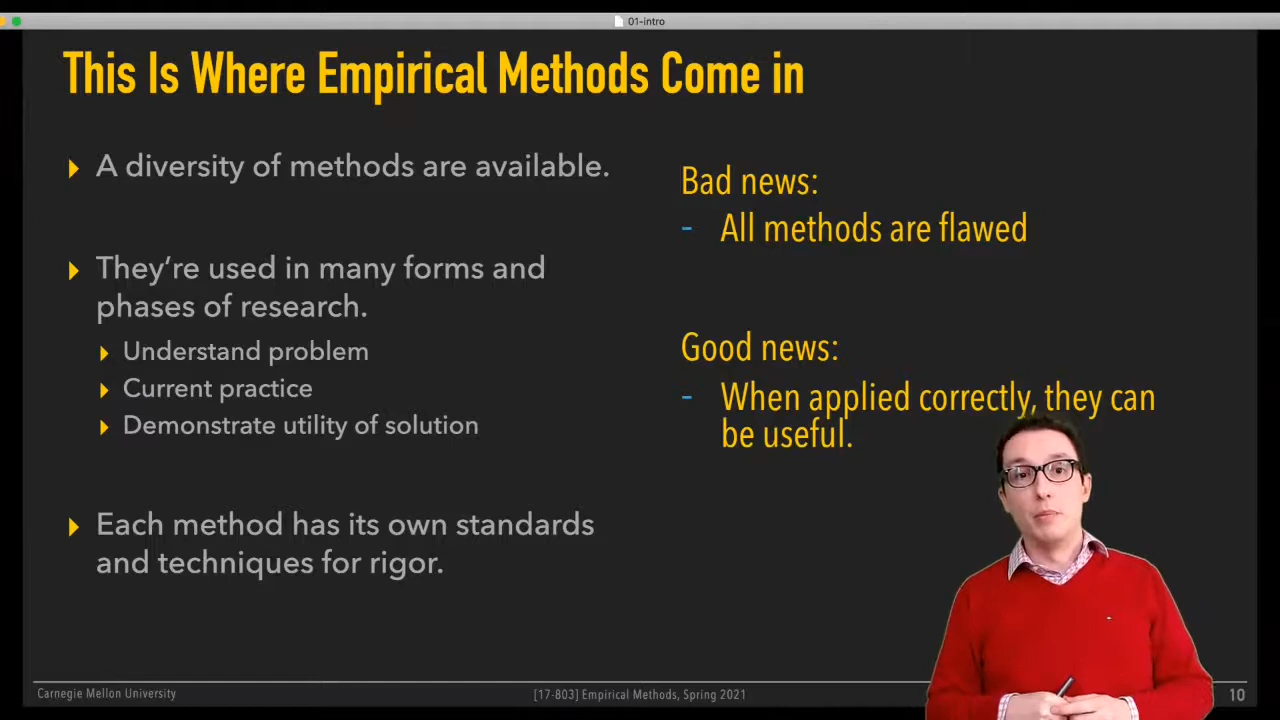 01-intro
This Is Where Empirical Methods Come in
A diversity of methods are available.
They're used in many forms and
phases of research.
Understand problem
Current practice
Demonstrate utility of solution
Each method has its own standards
and techniques for rigor.
Bad news:
- All methods are flawed
Good news:
- When applied correctly, they can
be useful.
Carnegie Mellon University
[17-803] Empirical Methods, Spring 2021
10